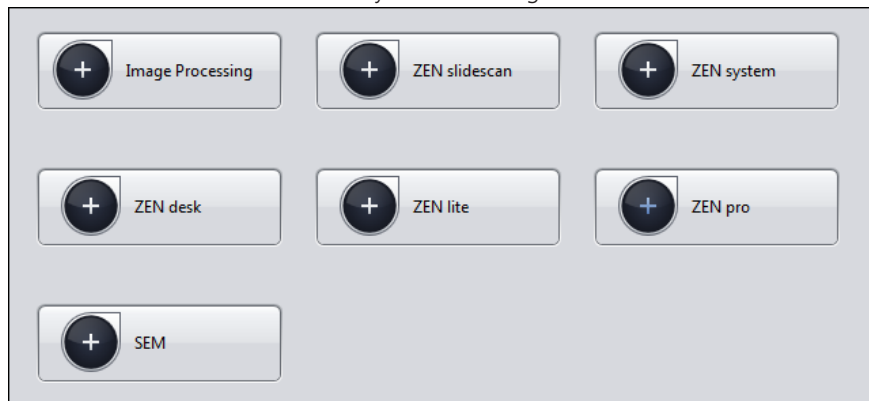 Image Processing
ZEN slidescan
ZEN system
ZEN desk
ZEN lite
ZEN pro
SEM